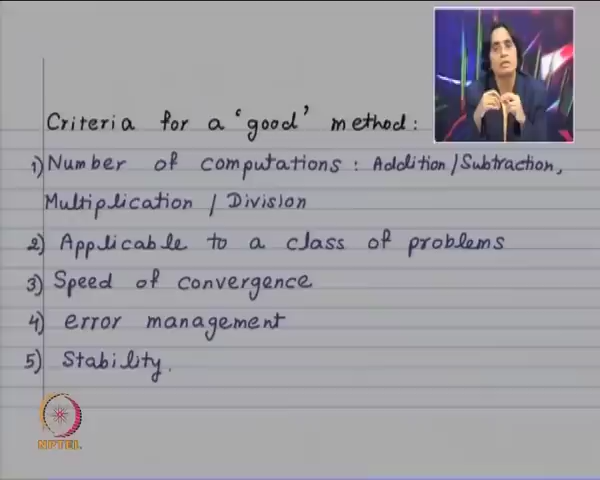 Criteria for a 'good' method:
1) Number of computations : Addition/Subtraction,
Multiplication / Division
2) Applicable to a class of problems
3) Speed of convergence
4) error management
5) Stability.
NPTEL